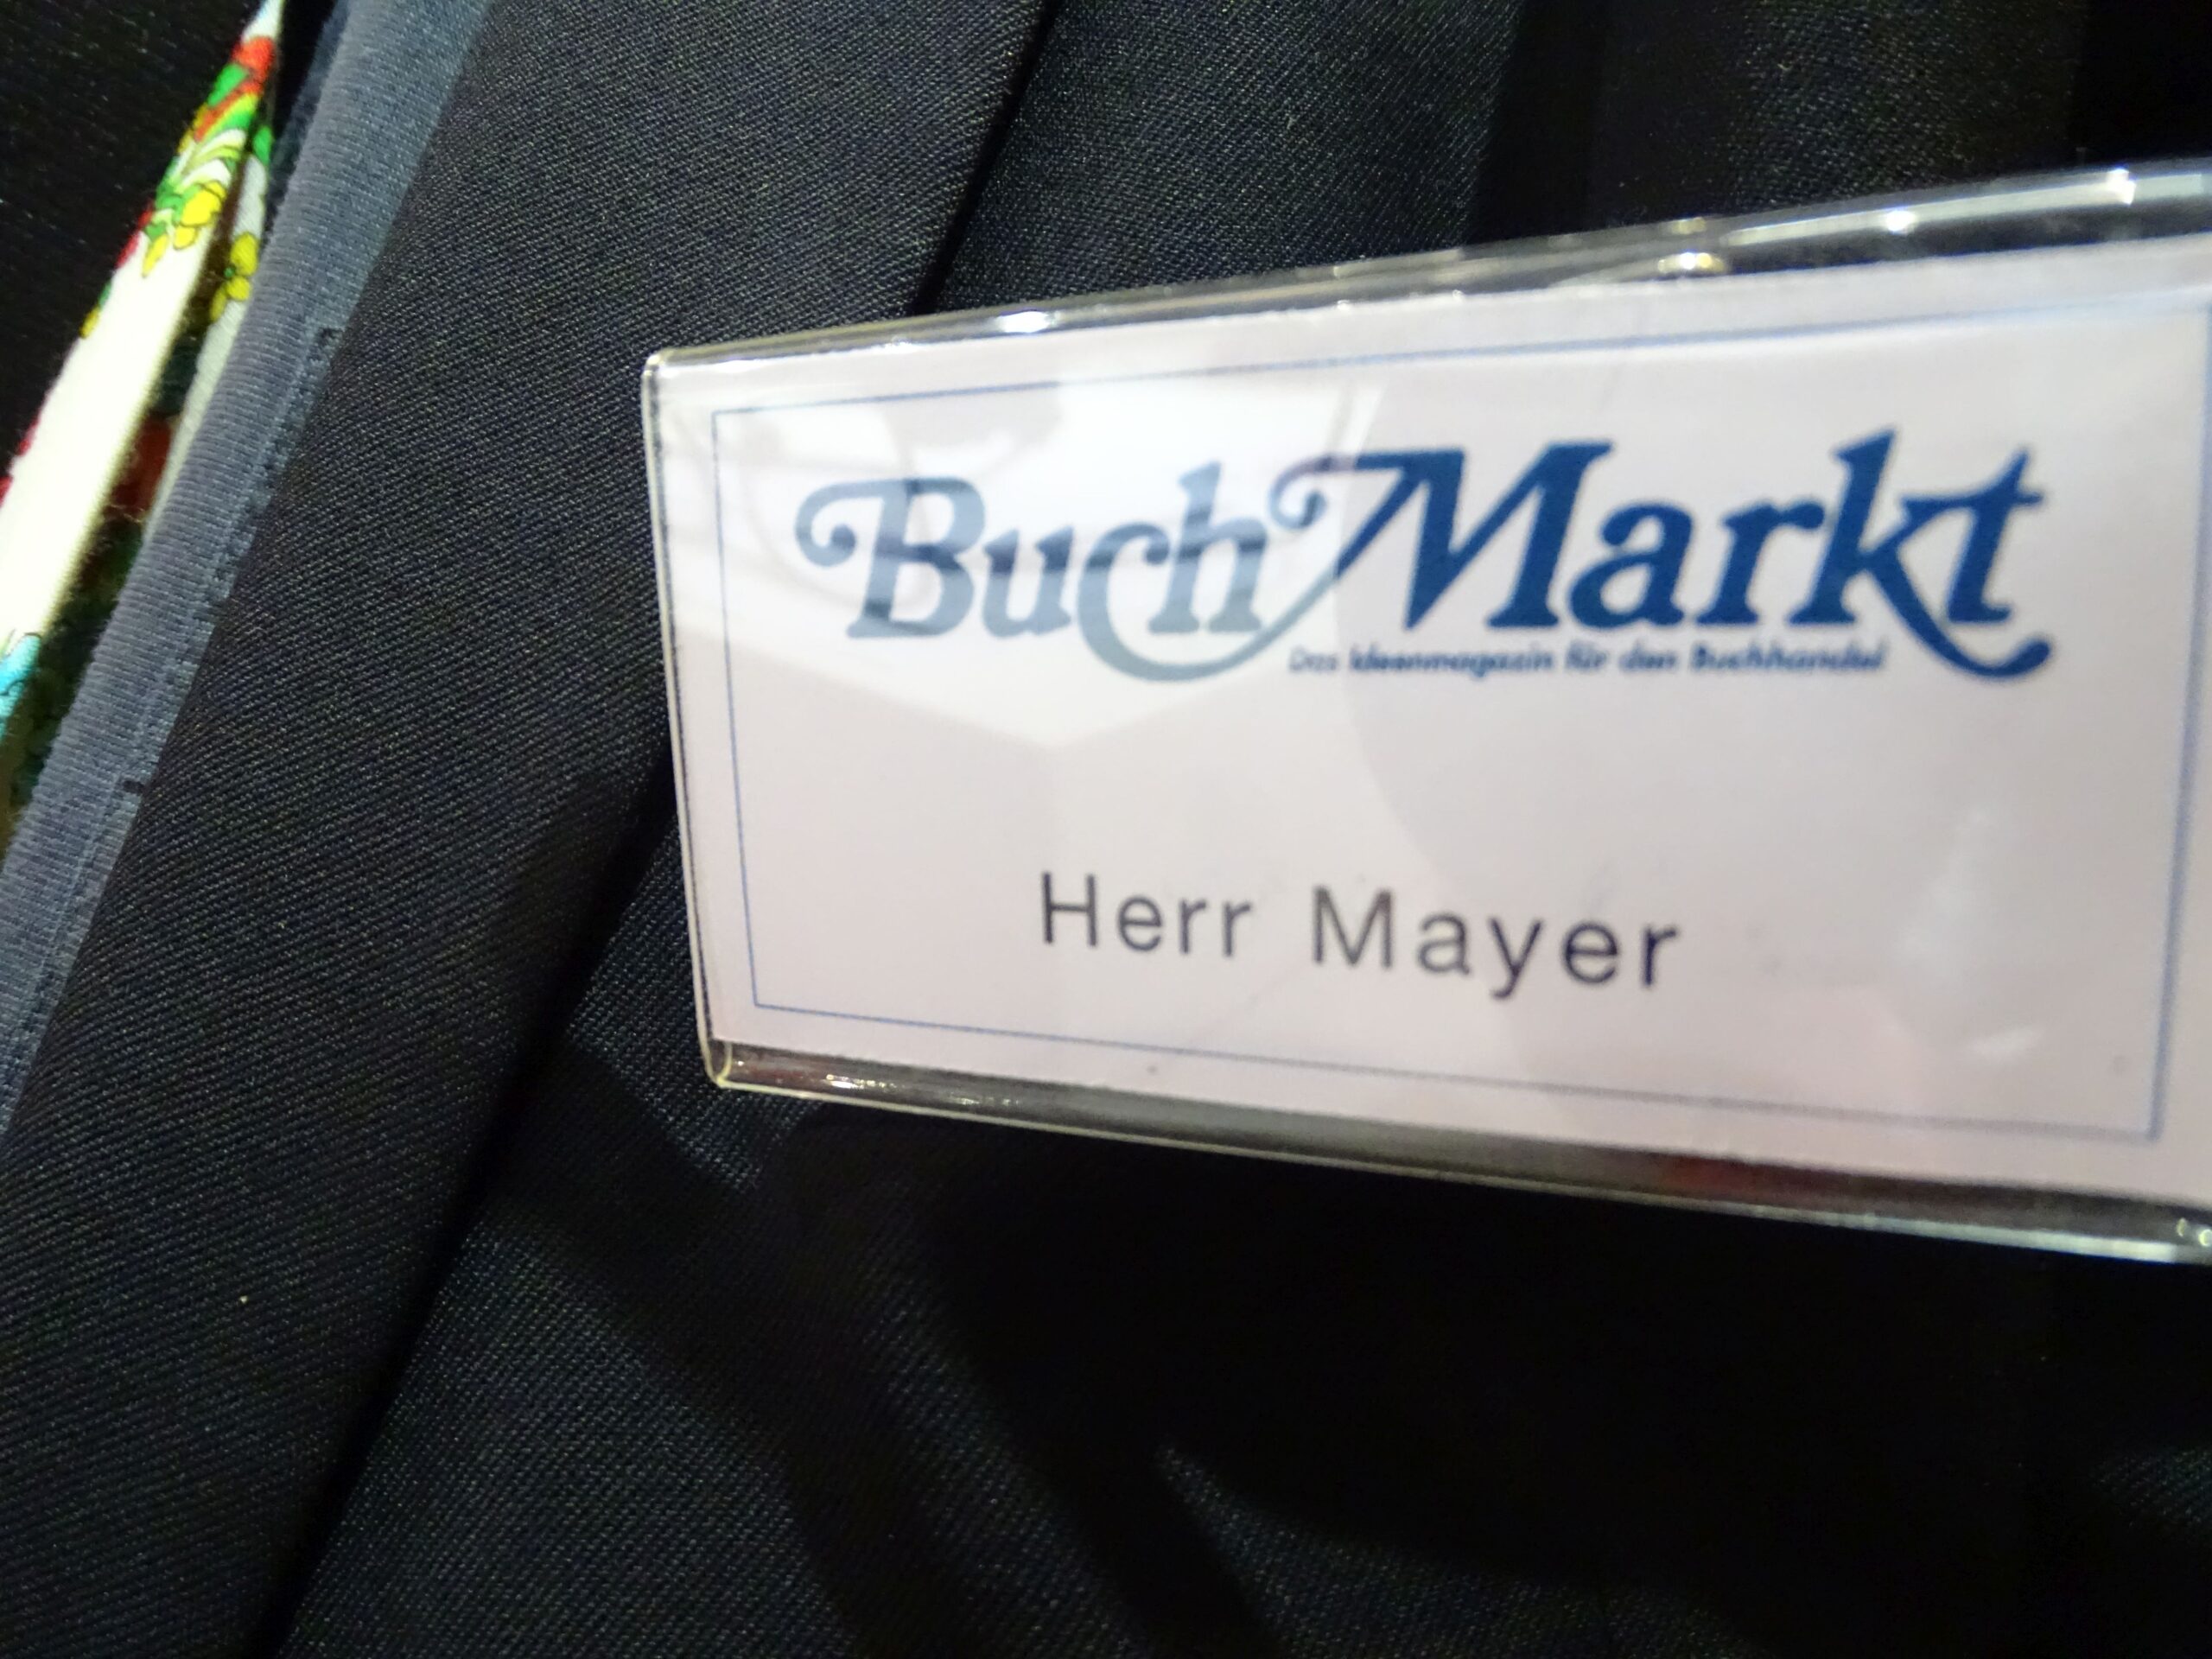 BuchMarkt
Das Ideenmagazin für den Buchhandel
Herr Mayer